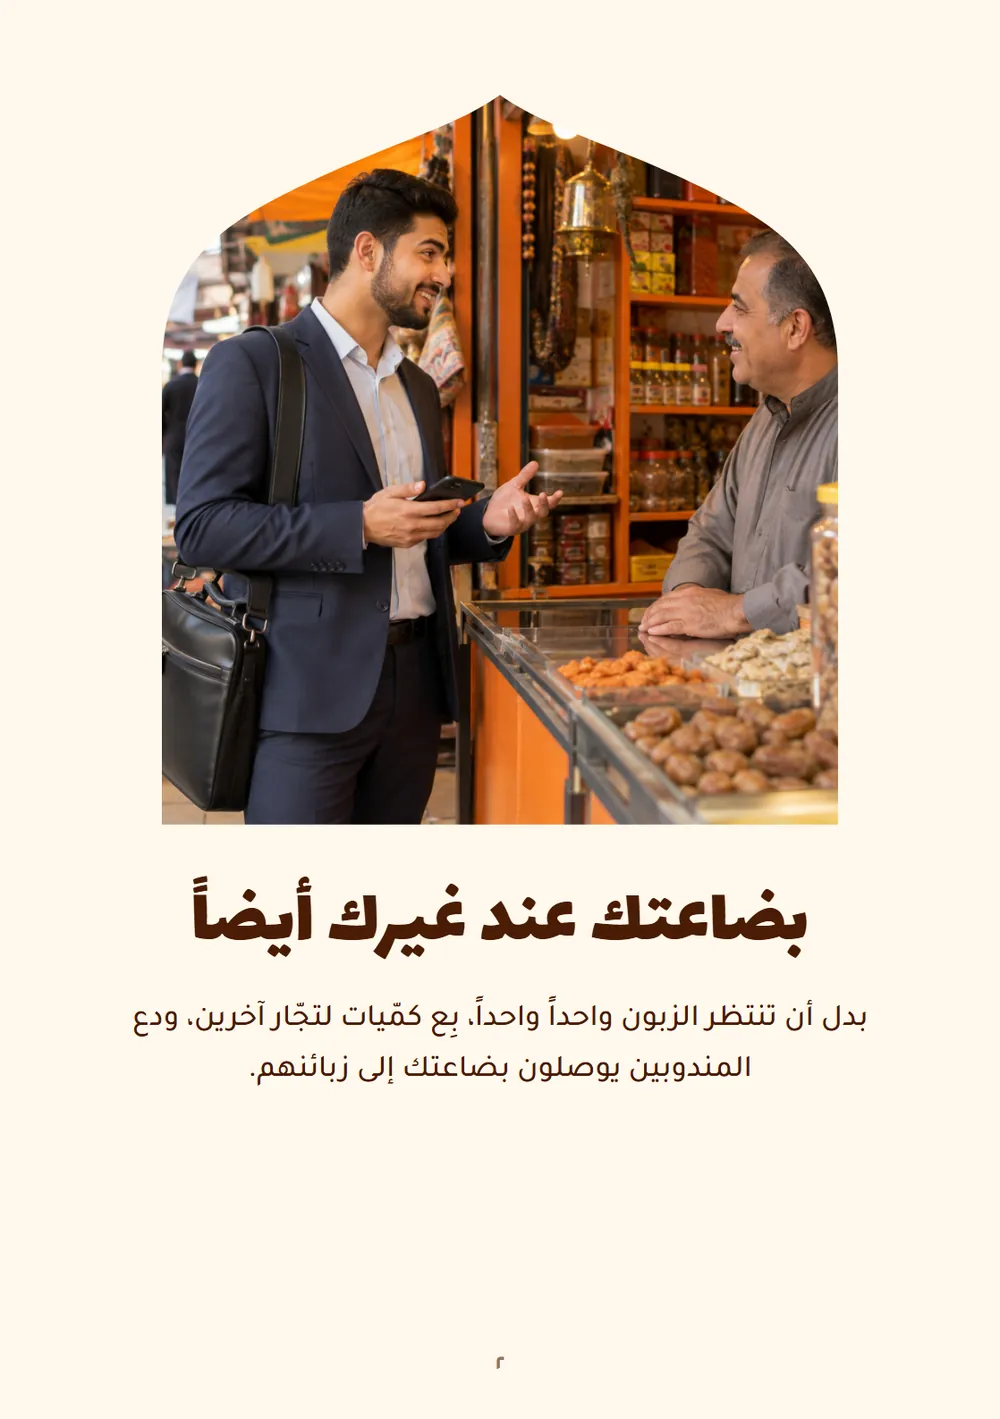 بضاعتك عند غيرك أيضاً
بدل أن تنتظر الزبون واحداً واحداً، بِع كمّيات لتجّار آخرين، ودع
المندوبين يوصلون بضاعتك إلى زبائنهم.
٢